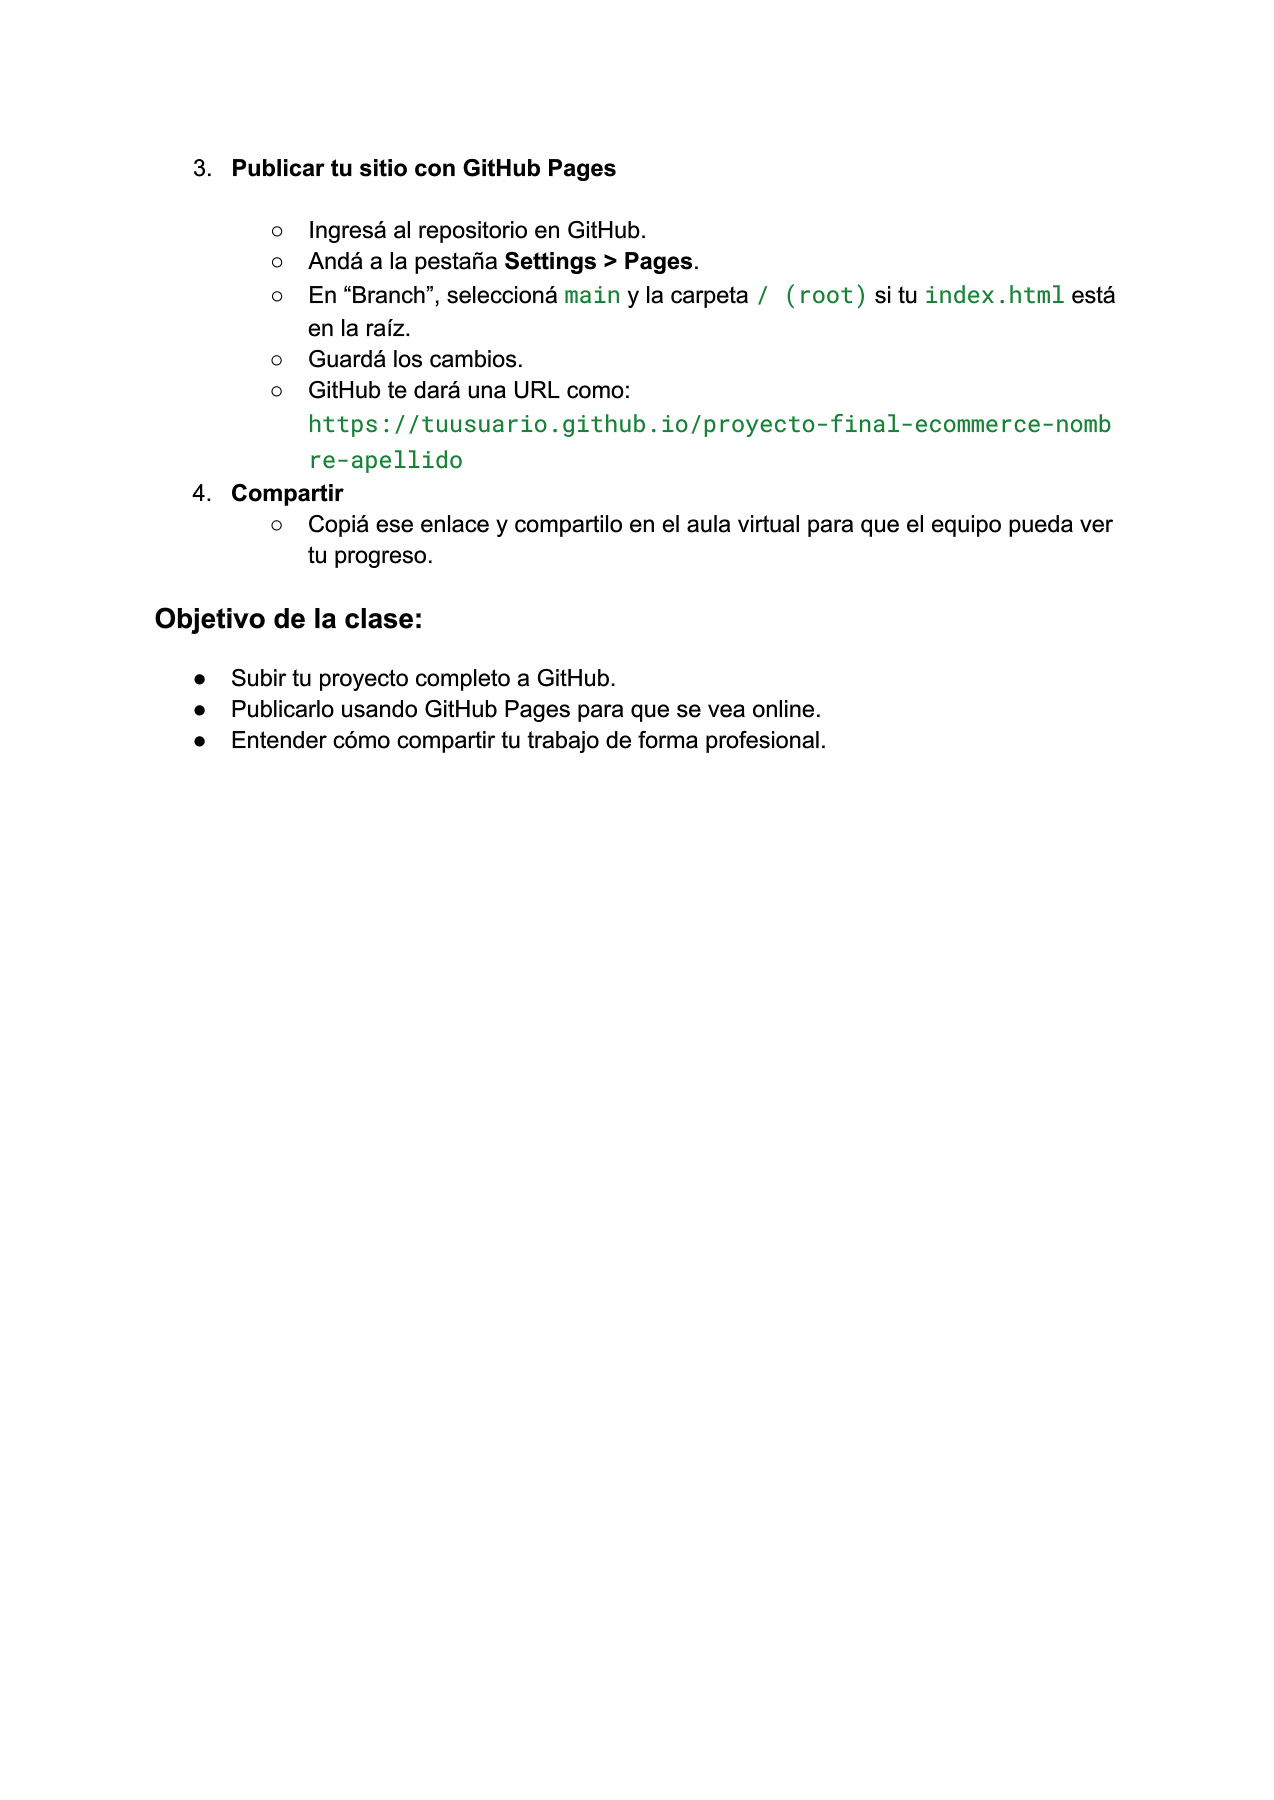 3. Publicar tu sitio con GitHub Pages
○ Ingresá al repositorio en GitHub.
○ Andá a la pestaña Settings > Pages.
○ En “Branch”, seleccioná main y la carpeta / (root) si tu index.html está
en la raíz.
○ Guardá los cambios.
○ GitHub te dará una URL como:
https://tuusuario.github.io/proyecto-final-ecommerce-nomb
re-apellido
4. Compartir
○ Copiá ese enlace y compartilo en el aula virtual para que el equipo pueda ver
tu progreso.
Objetivo de la clase:
● Subir tu proyecto completo a GitHub.
● Publicarlo usando GitHub Pages para que se vea online.
● Entender cómo compartir tu trabajo de forma profesional.